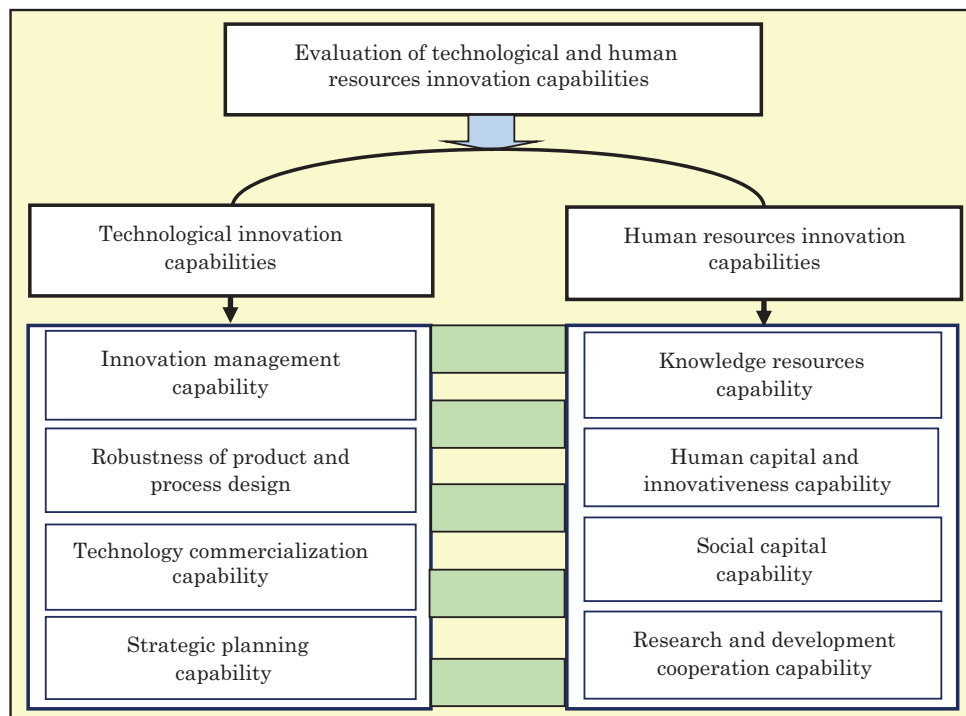 Evaluation of technological and human
resources innovation capabilities
Technological innovation
capabilities
Human resources innovation
capabilities
Innovation management
capability
Robustness of product and
process design
Technology commercialization
capability
Strategic planning
capability
Knowledge resources
capability
Human capital and
innovativeness capability
Social capital
capability
Research and development
cooperation capability